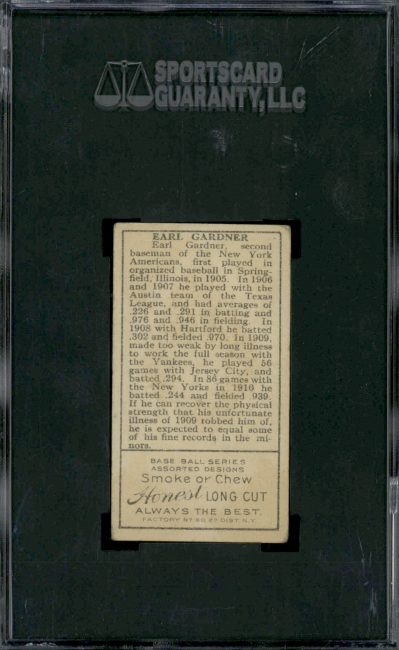 SPORTSCARD
GUARANTY, LLC
EARL GARDNER
Earl Gardner, second
baseman of the New York
Americans, first played in
organized baseball in Spring-
field, Illinois, in 1905. In 1906
and 1907 he played with the
Austin team of the Texas
League, and had averages of
.226 and .291 in batting and
.976 and .946 in fielding. In
1908 with Hartford he batted
.302 and fielded .970. In 1909,
made too weak by long illness
to work the full season with
the Yankees, he played 56
games with Jersey City, and
batted .294. In 86 games with
the New Yorks in 1910 he
batted .244 and fielded 939.
If he can recover the physical
strength that his unfortunate
illness of 1909 robbed him of,
he is expected to equal some
of his fine records in the mi-
nors.
BASE BALL SERIES
ASSORTED DESIGNS
Smoke or Chew
Honest LONG CUT
ALWAYS THE BEST.
FACTORY Nº 30 2ᴰ DIST. N.Y.